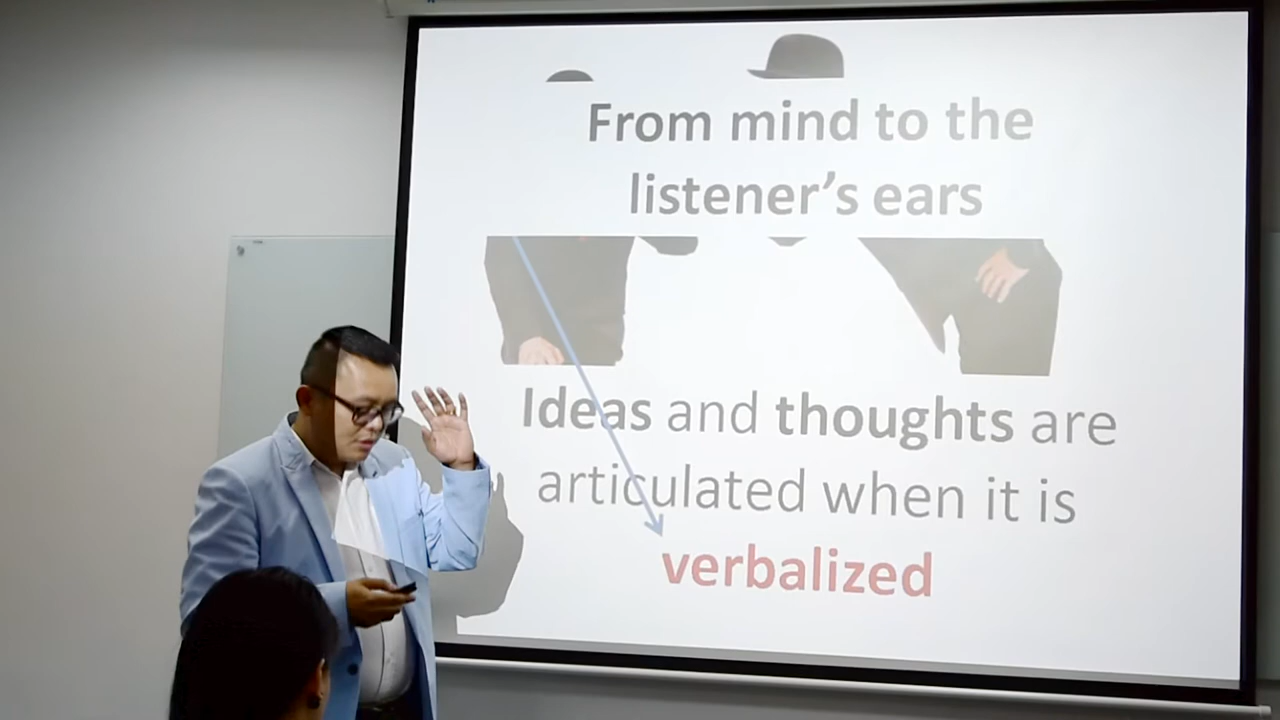 From mind to the
listener’s ears
Ideas and thoughts are
articulated when it is
verbalized